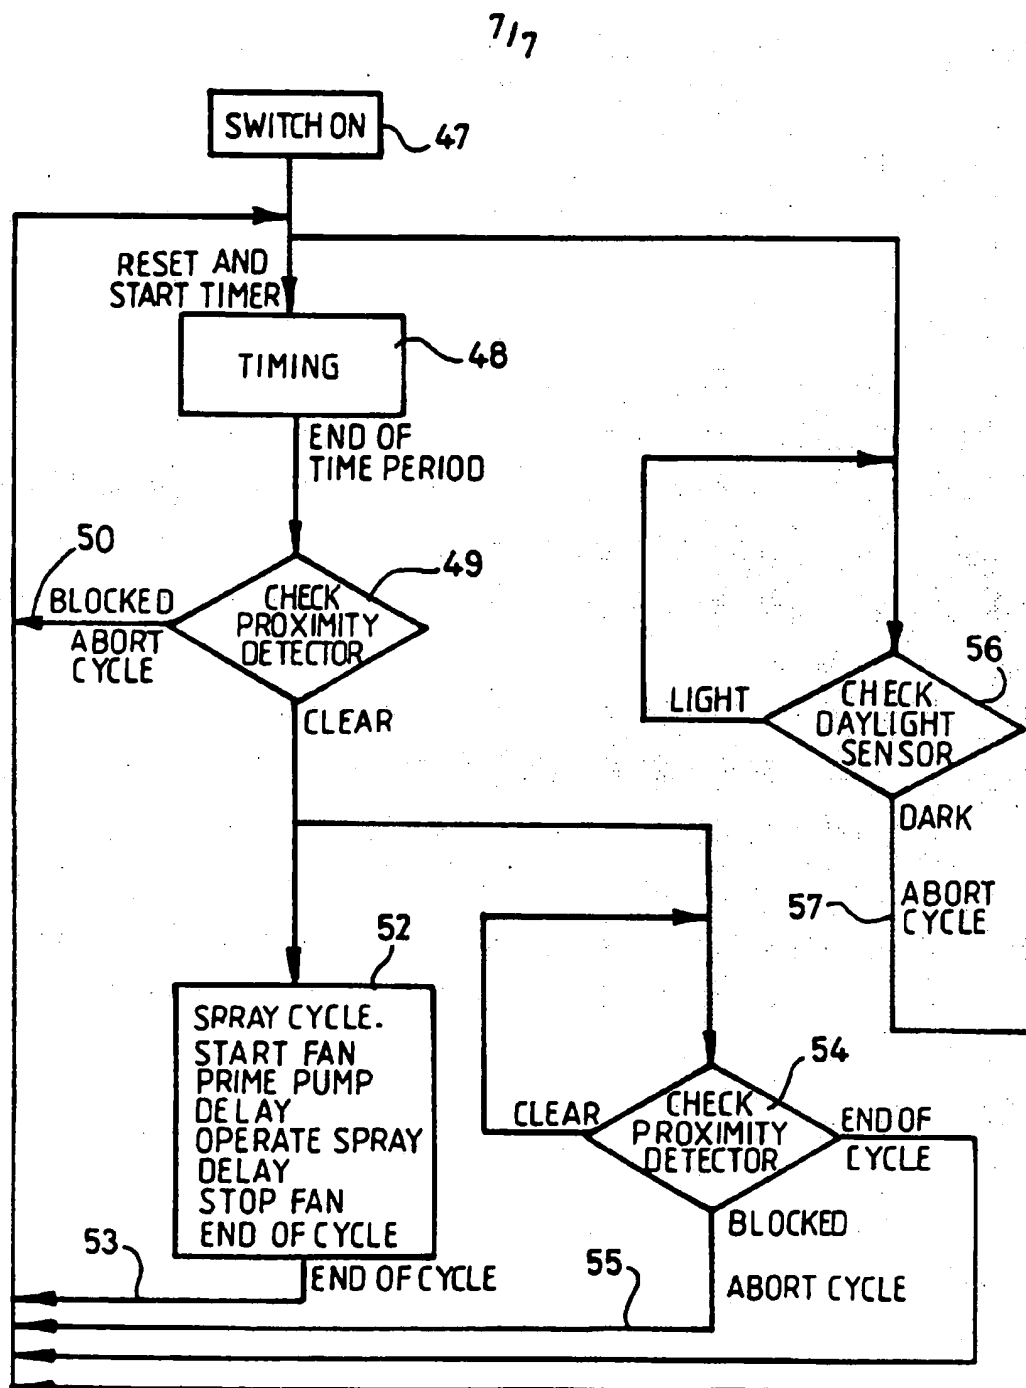 7/7
SWITCH ON
47
RESET AND
START TIMER
TIMING
48
END OF
TIME PERIOD
50
BLOCKED
ABORT
CYCLE
CHECK
PROXIMITY
DETECTOR
49
CLEAR
LIGHT
CHECK
DAYLIGHT
SENSOR
56
DARK
57
ABORT
CYCLE
52
SPRAY CYCLE.
START FAN
PRIME PUMP
DELAY
OPERATE SPRAY
DELAY
STOP FAN
END OF CYCLE
53
END OF CYCLE
CLEAR
CHECK
PROXIMITY
DETECTOR
54
END OF
CYCLE
BLOCKED
55
ABORT CYCLE